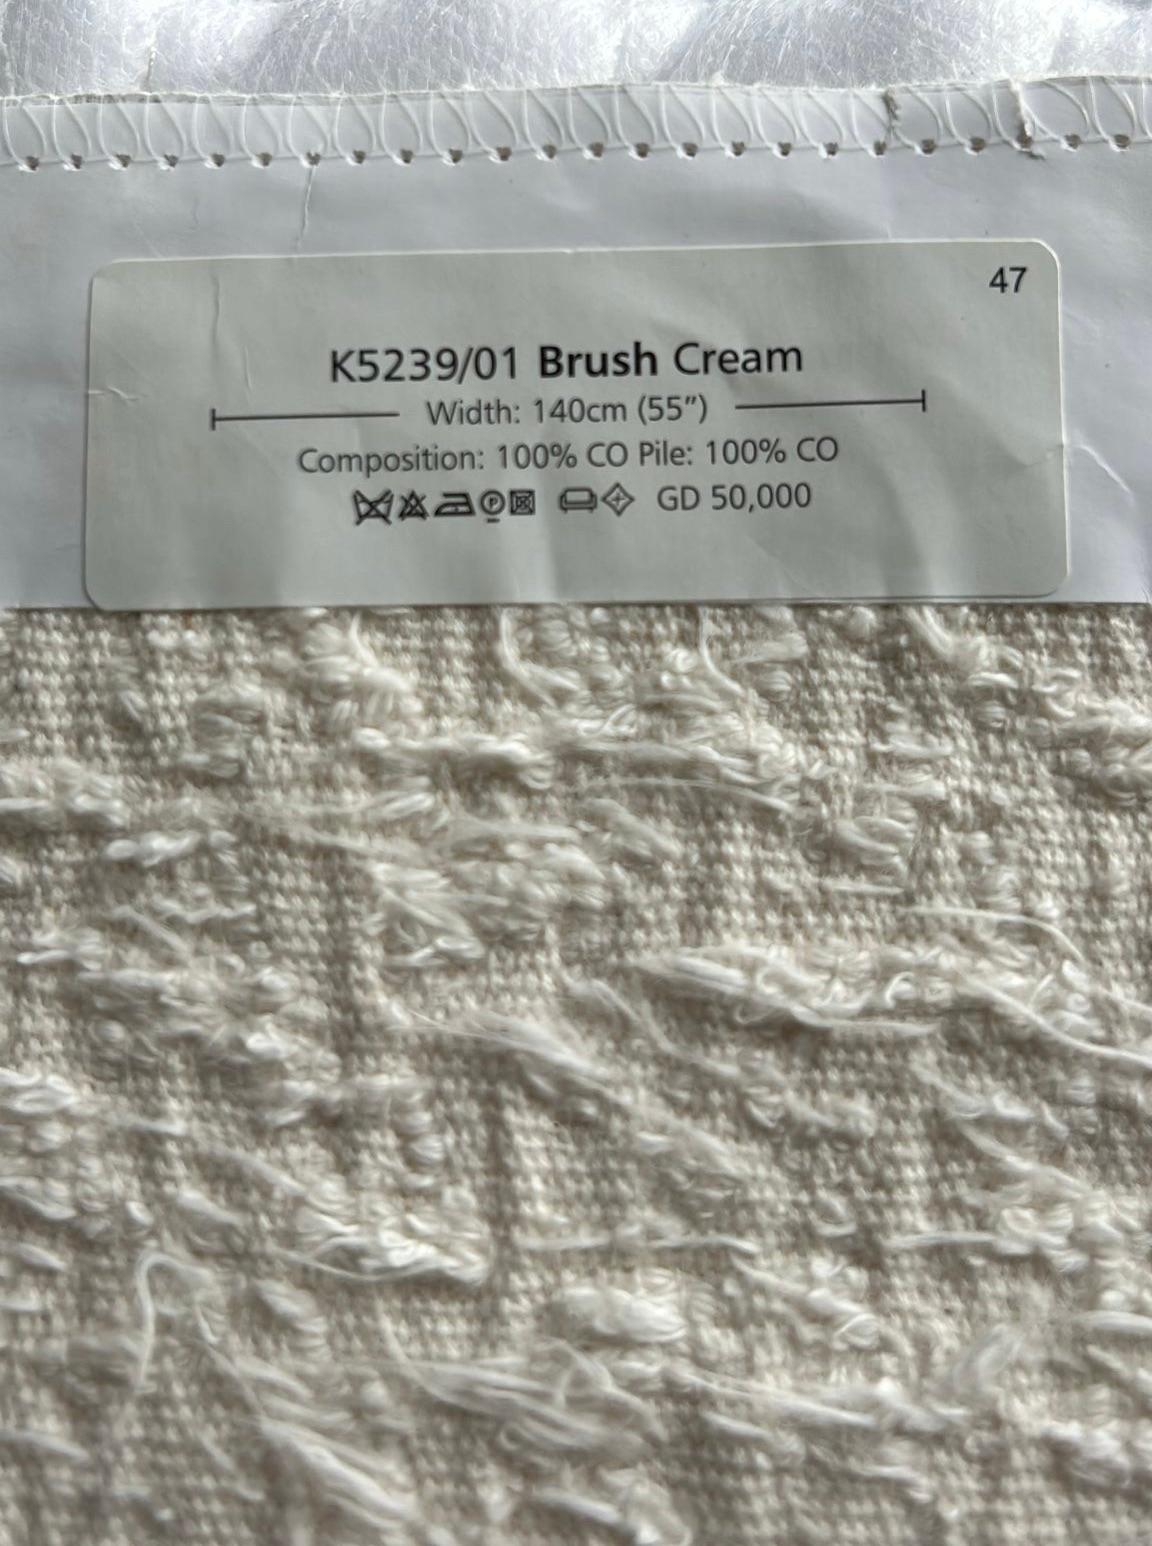 47
K5239/01 Brush Cream
Width: 140cm (55”)
Composition: 100% CO Pile: 100% CO
P GD 50,000